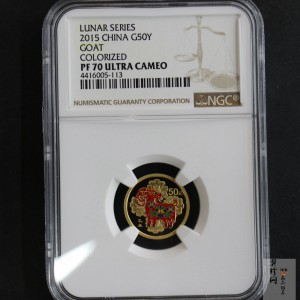 LUNAR SERIES
2015 CHINA G50Y
GOAT
COLORIZED
PF 70 ULTRA CAMEO
4416005-113
NUMISMATIC GUARANTY CORPORATION
NGC
50